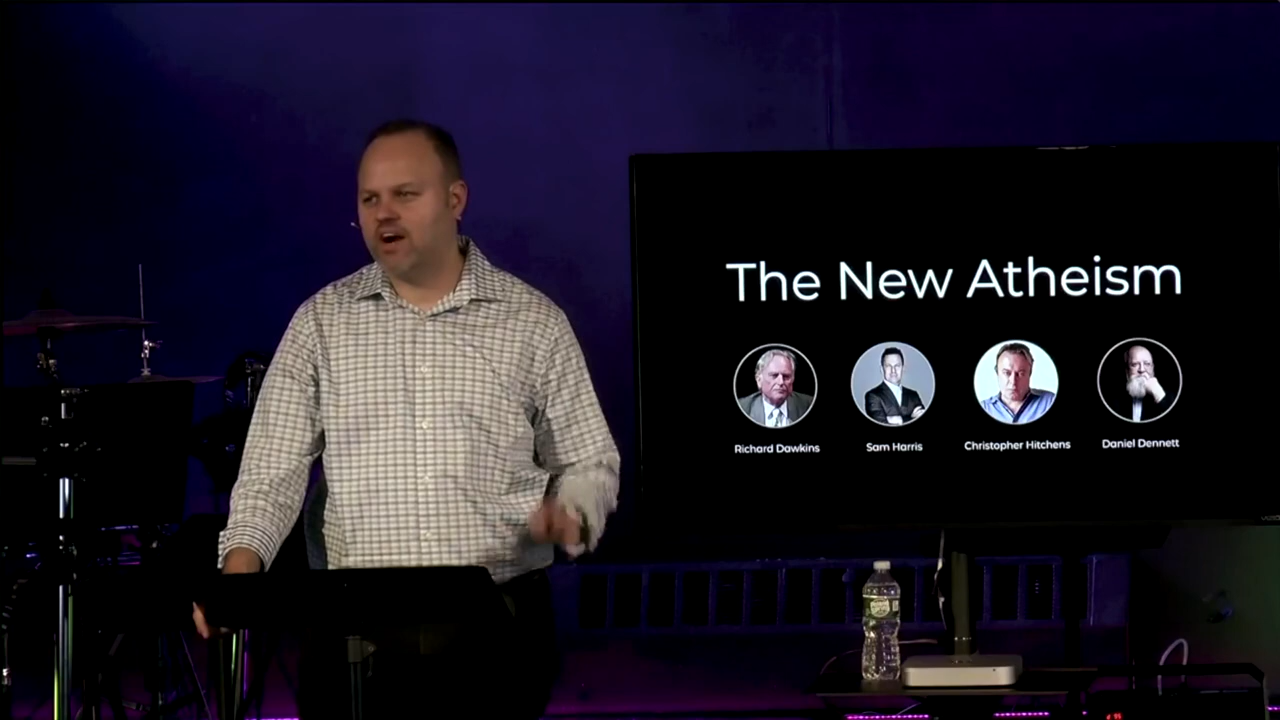 The New Atheism
Richard Dawkins
Sam Harris
Christopher Hitchens
Daniel Dennett